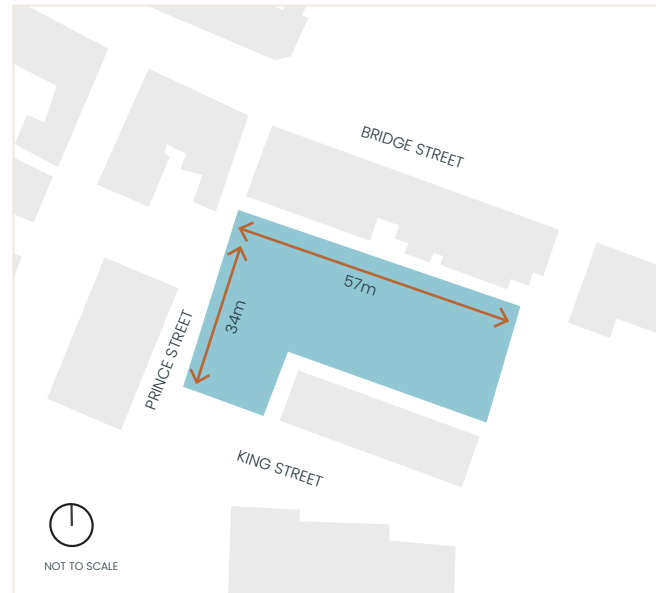 BRIDGE STREET
57m
34m
PRINCE STREET
KING STREET
NOT TO SCALE